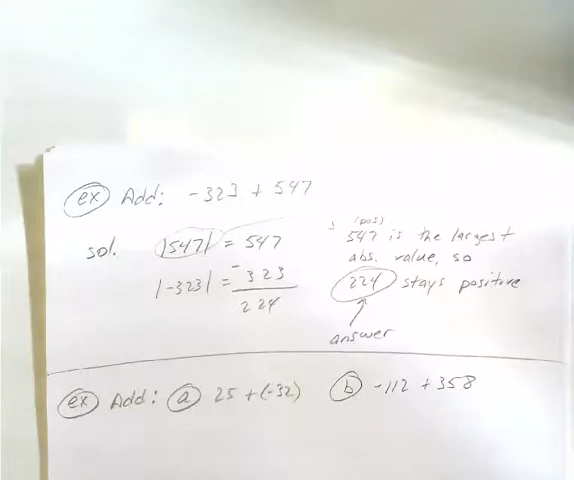 ex Add: -323 + 547
sol. |547| = 547
|-323| = -323
224
(pos)
547 is the largest
abs. value, so
224 stays positive
answer
ex Add: a 25 + (-32) b -112 + 358